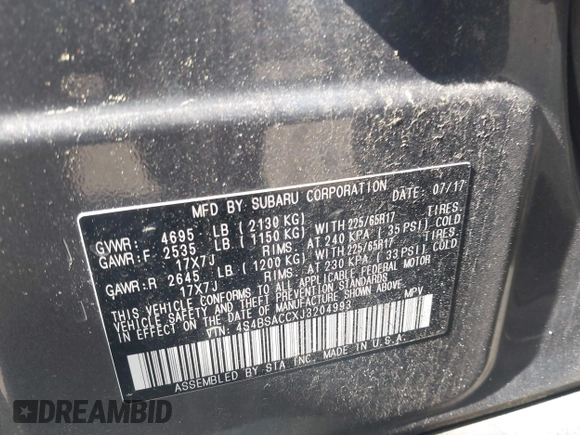 MFD BY SUBARU CORPORATION DATE: 07/17
GVWR: 4695 LB (2130 KG)
GAWR:F 2535 LB (1150 KG) WITH 225/65R17 TIRES.
17X7J RIMS. AT 240 KPA (35 PSI) COLD
GAWR:R 2645 LB (1200 KG) WITH 225/65R17 TIRES.
17X7J RIMS. AT 230 KPA (33 PSI) COLD
THIS VEHICLE CONFORMS TO ALL APPLICABLE FEDERAL MOTOR
VEHICLE SAFETY AND THEFT PREVENTION STANDARDS
IN EFFECT ON THE DATE OF MANUFACTURE SHOWN ABOVE.
VIN: 4S4BSACCXJ3204993 MPV
ASSEMBLED BY SIA INC. MADE IN U.S.A.
DREAMBID